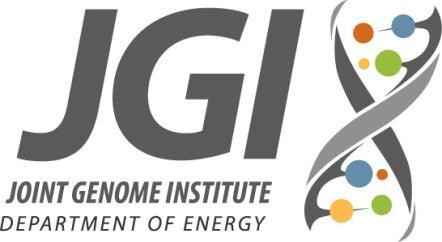 JGI
JOINT GENOME INSTITUTE
DEPARTMENT OF ENERGY